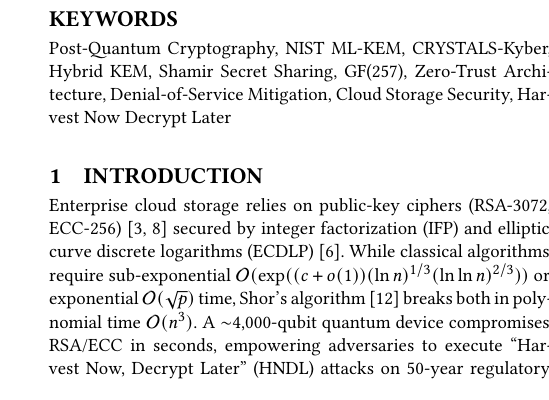 KEYWORDS
Post-Quantum Cryptography, NIST ML-KEM, CRYSTALS-Kyber,
Hybrid KEM, Shamir Secret Sharing, GF(257), Zero-Trust Archi-
tecture, Denial-of-Service Mitigation, Cloud Storage Security, Har-
vest Now Decrypt Later
1 INTRODUCTION
Enterprise cloud storage relies on public-key ciphers (RSA-3072,
ECC-256) [3, 8] secured by integer factorization (IFP) and elliptic
curve discrete logarithms (ECDLP) [6]. While classical algorithms
require sub-exponential O(exp((c + o(1))(ln n)^{1/3}(ln ln n)^{2/3})) or
exponential O(√p) time, Shor's algorithm [12] breaks both in poly-
nomial time O(n³). A ~4,000-qubit quantum device compromises
RSA/ECC in seconds, empowering adversaries to execute “Har-
vest Now, Decrypt Later” (HNDL) attacks on 50-year regulatory